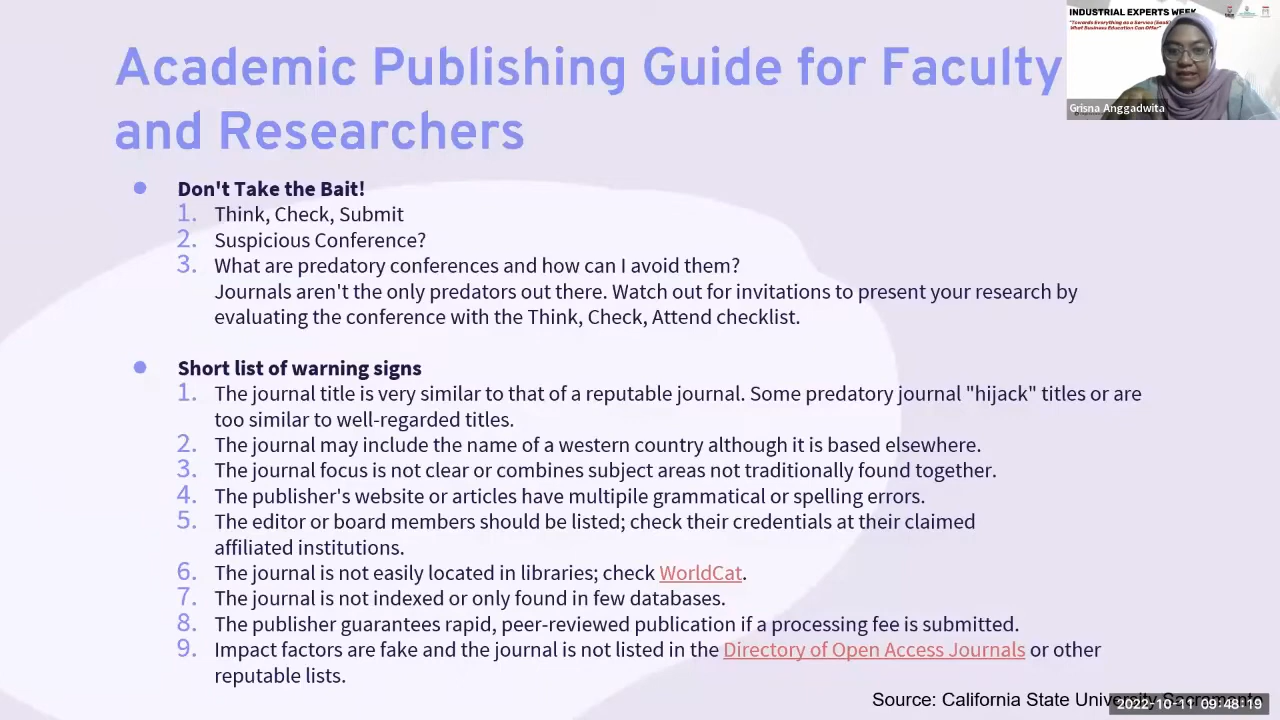 INDUSTRIAL EXPERTS WEEK
"Towards Everything as a Service (XaaS)
What Business Education Can Offer"
Grisna Anggadwita
Academic Publishing Guide for Faculty
and Researchers
Don't Take the Bait!
1. Think, Check, Submit
2. Suspicious Conference?
3. What are predatory conferences and how can I avoid them?
Journals aren't the only predators out there. Watch out for invitations to present your research by
evaluating the conference with the Think, Check, Attend checklist.
Short list of warning signs
1. The journal title is very similar to that of a reputable journal. Some predatory journal "hijack" titles or are
too similar to well-regarded titles.
2. The journal may include the name of a western country although it is based elsewhere.
3. The journal focus is not clear or combines subject areas not traditionally found together.
4. The publisher's website or articles have multipile grammatical or spelling errors.
5. The editor or board members should be listed; check their credentials at their claimed
affiliated institutions.
6. The journal is not easily located in libraries; check WorldCat.
7. The journal is not indexed or only found in few databases.
8. The publisher guarantees rapid, peer-reviewed publication if a processing fee is submitted.
9. Impact factors are fake and the journal is not listed in the Directory of Open Access Journals or other
reputable lists.
Source: California State University Sacramento
2022-10-11 09:48:19